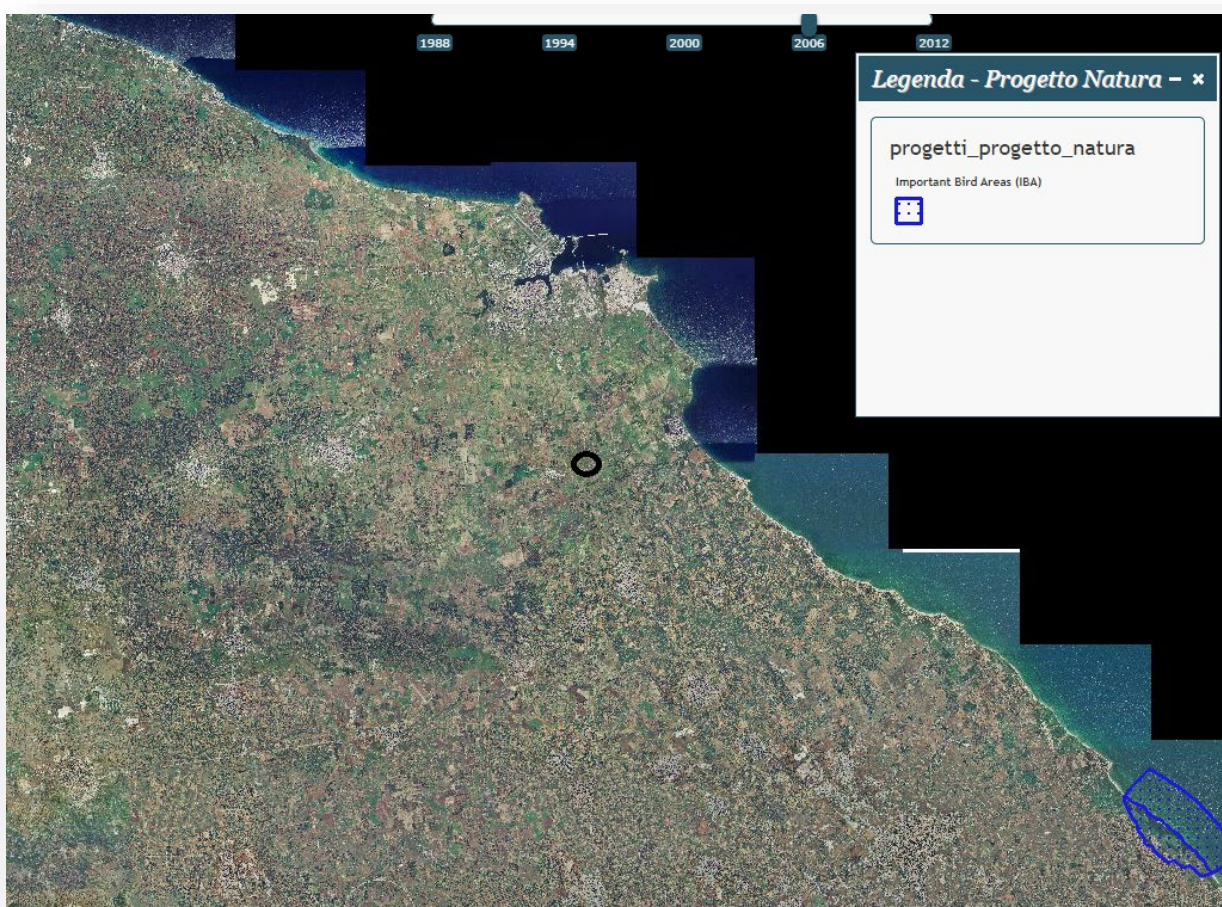 1988 1994 2000 2006 2012
Legenda - Progetto Natura
progetti_progetto_natura
Important Bird Areas (IBA)